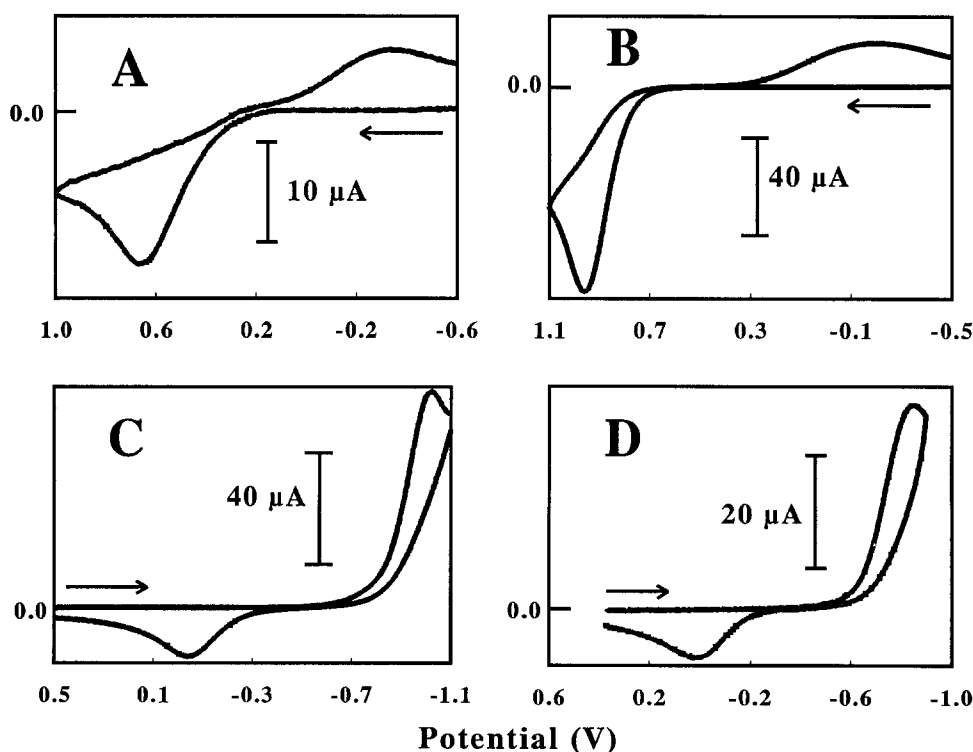 A
B
0.0
0.0
10 µA
40 µA
1.0 0.6 0.2 -0.2 -0.6
1.1 0.7 0.3 -0.1 -0.5
C
D
40 µA
20 µA
0.0
0.0
0.5 0.1 -0.3 -0.7 -1.1
0.6 0.2 -0.2 -0.6 -1.0
Potential (V)